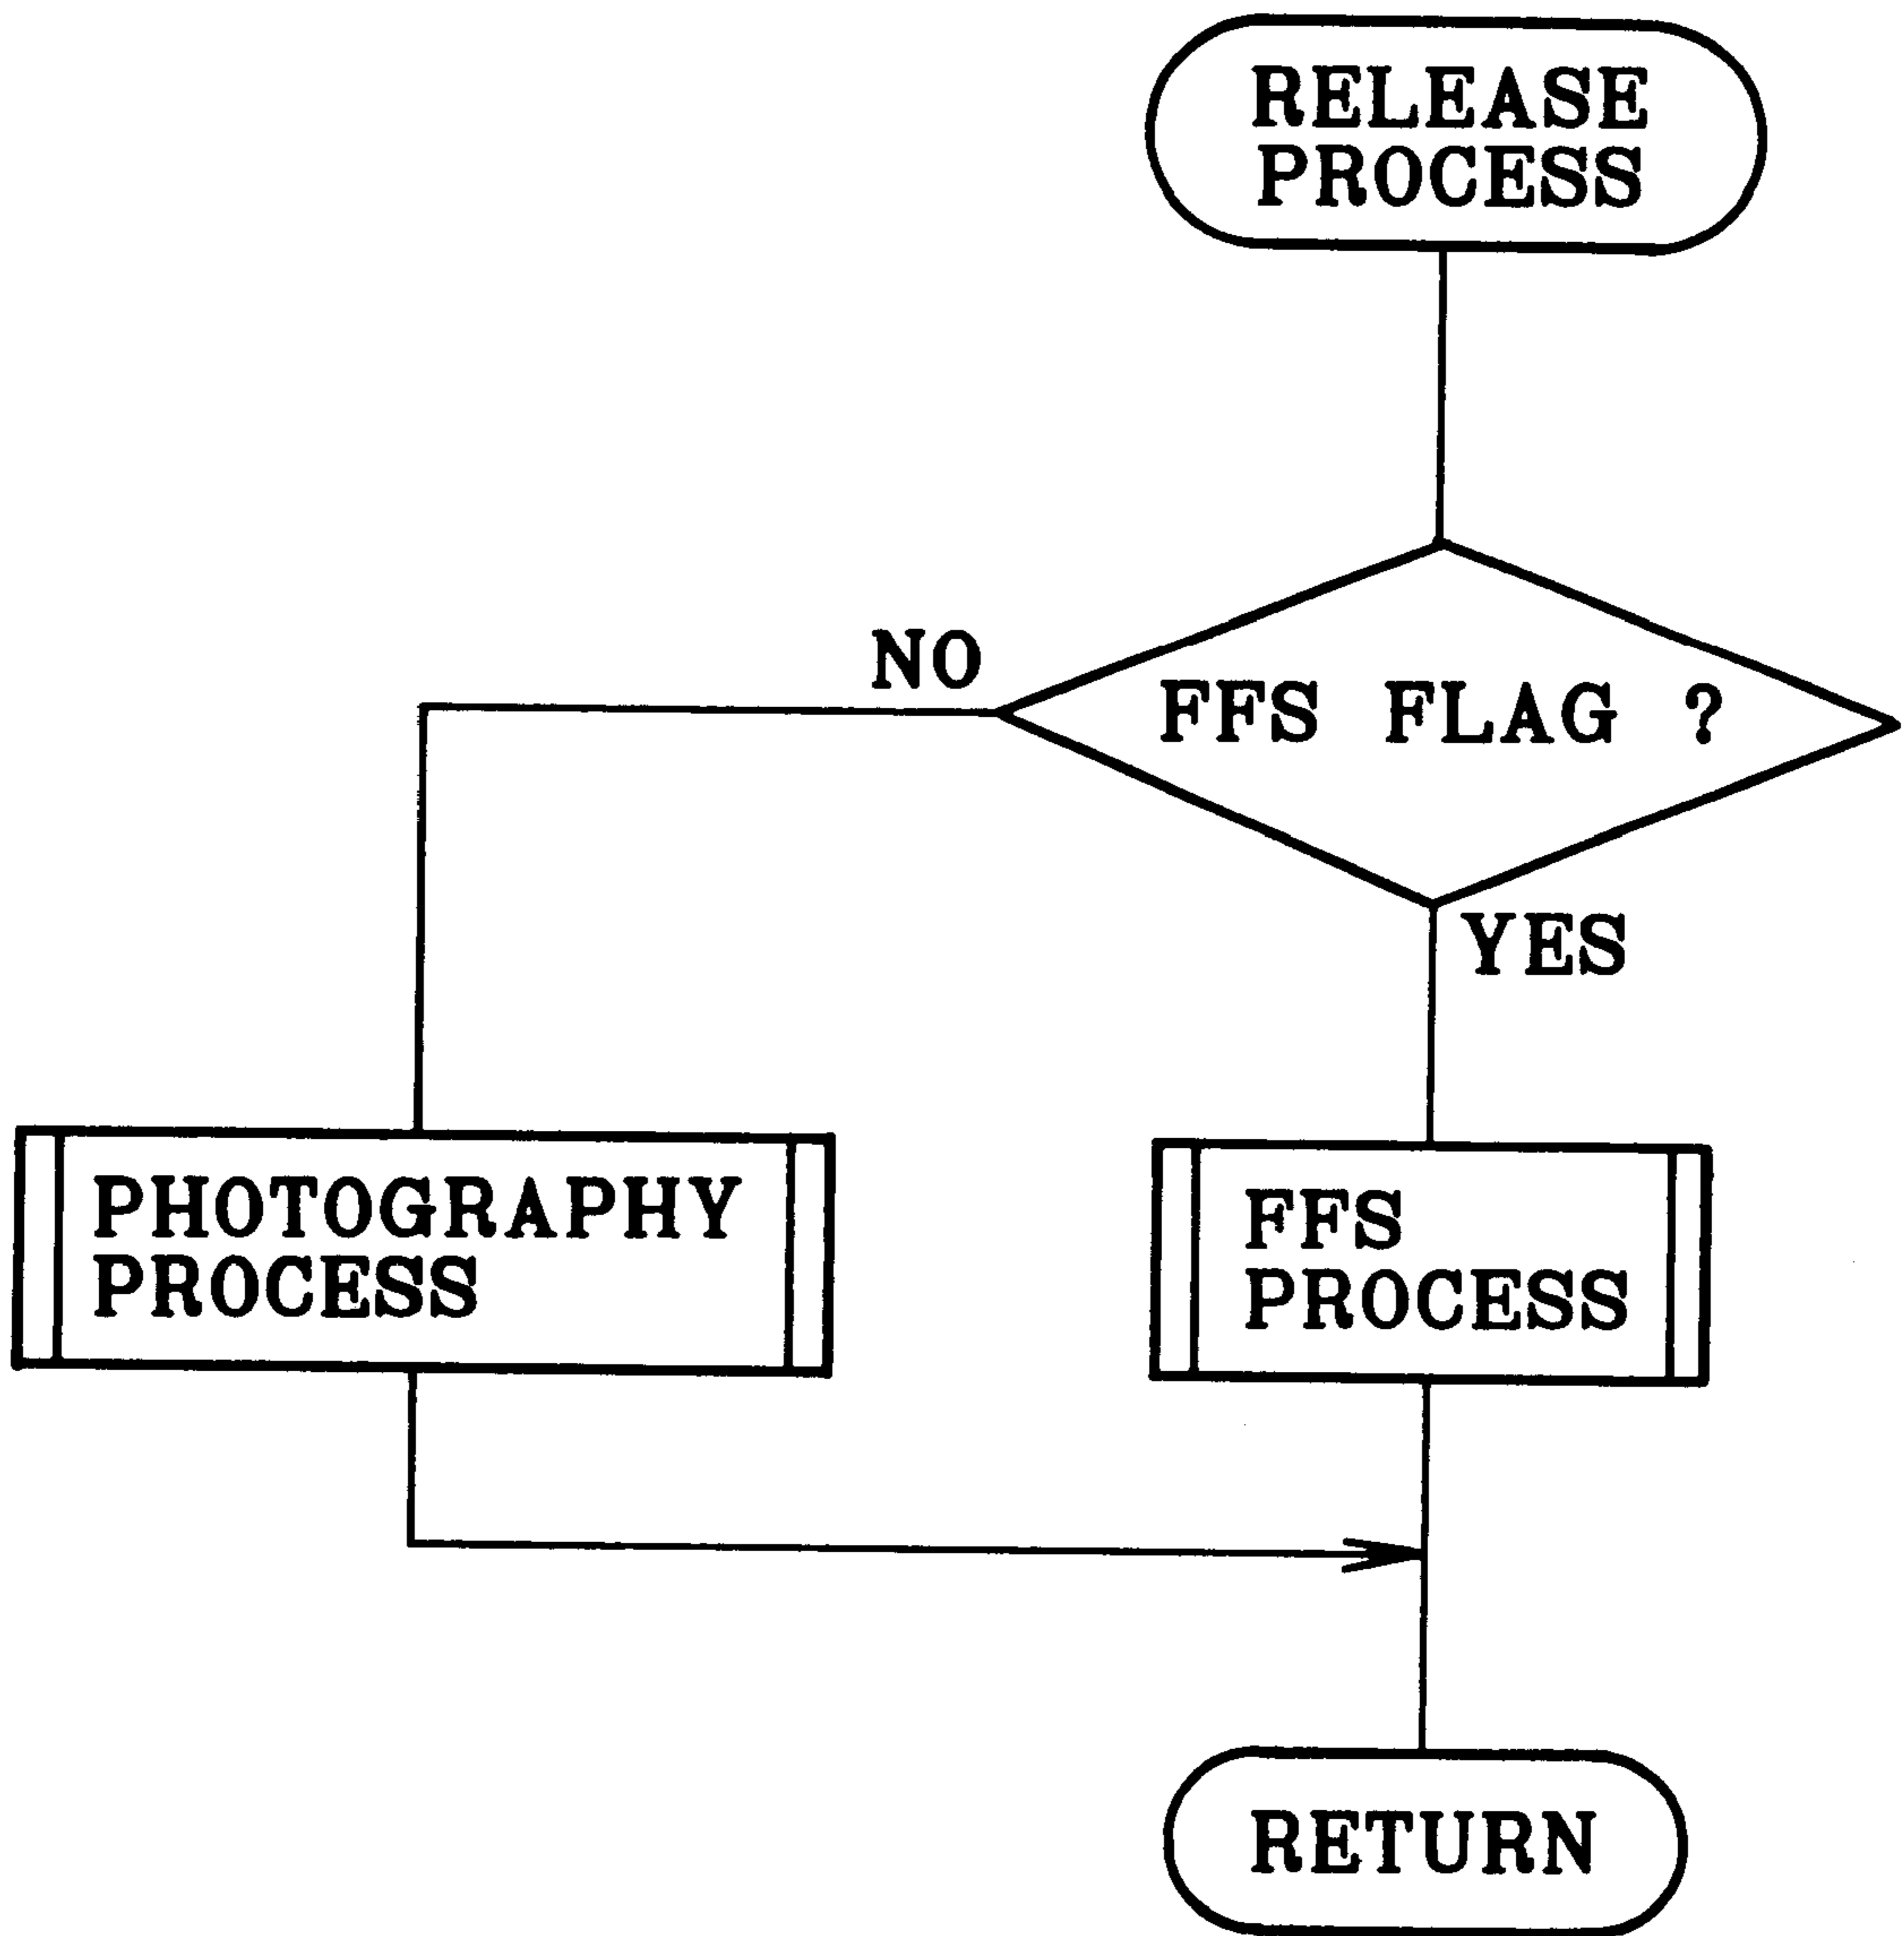 RELEASE
PROCESS
NO
FFS FLAG ?
YES
PHOTOGRAPHY
PROCESS
FFS
PROCESS
RETURN